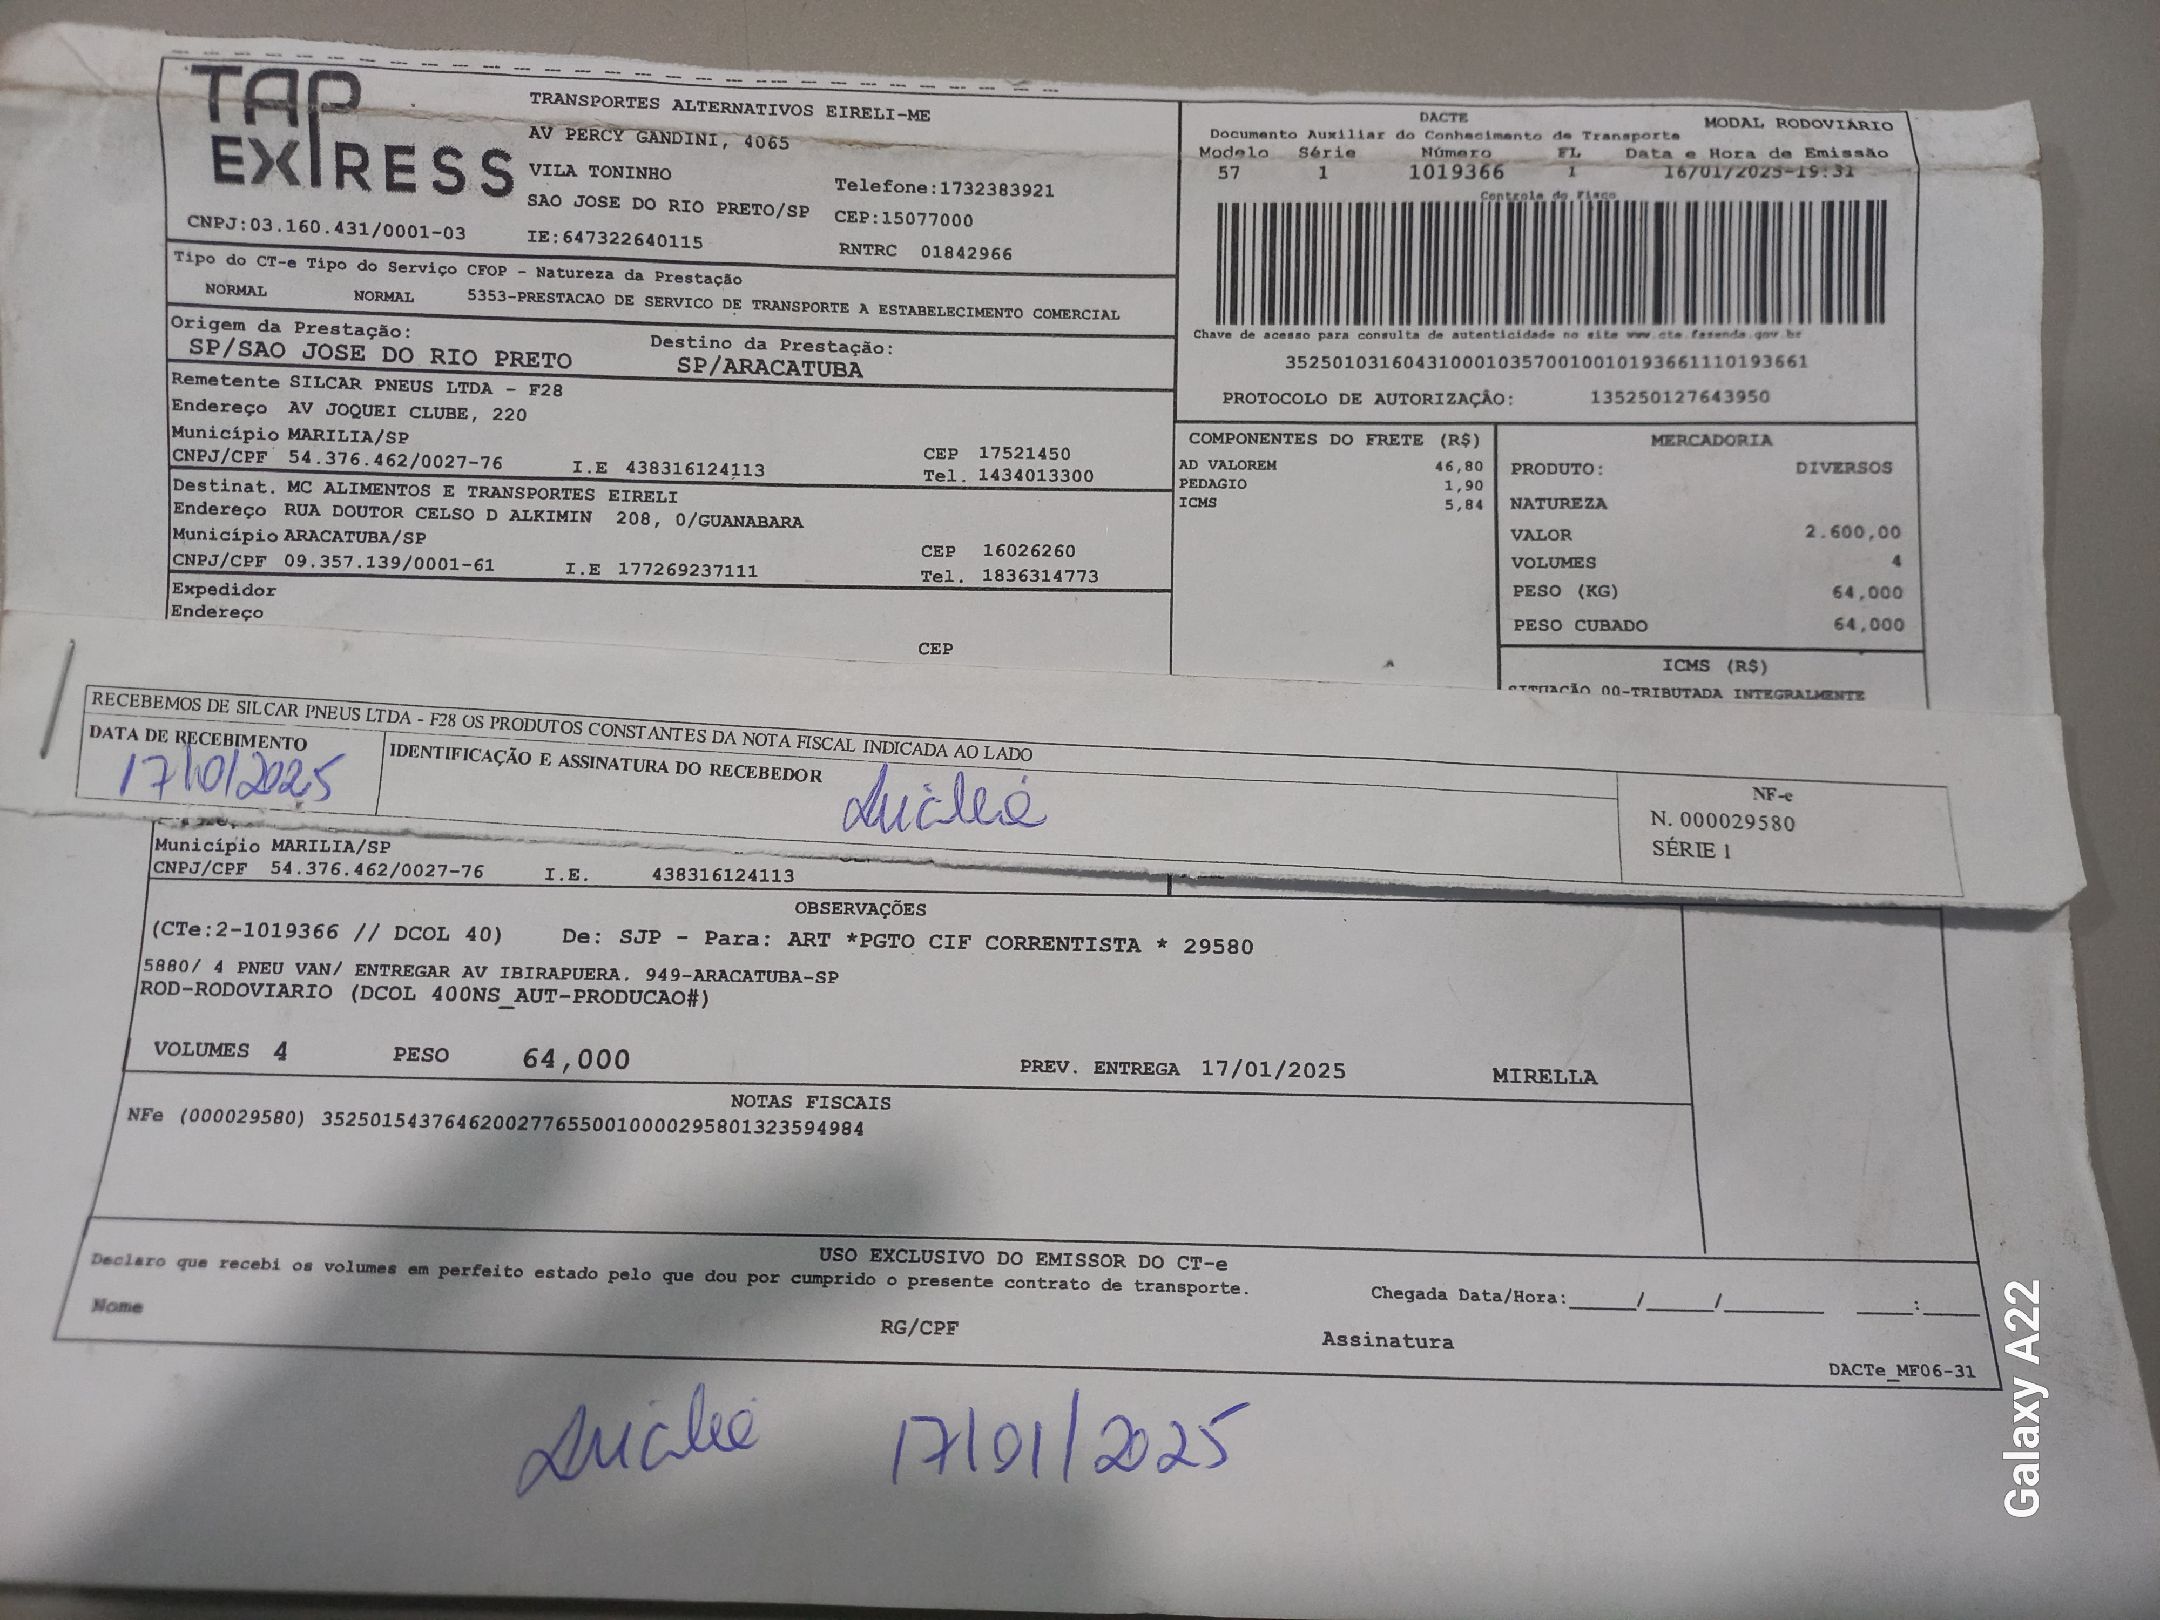 TAP EXPRESS
TRANSPORTES ALTERNATIVOS EIRELI-ME
AV PERCY GANDINI, 4065
VILA TONINHO
Telefone:1732383921
SAO JOSE DO RIO PRETO/SP CEP:15077000
CNPJ:03.160.431/0001-03 IE:647322640115 RNTRC 01842966
Tipo do CT-e Tipo do Serviço CFOP - Natureza da Prestação
NORMAL NORMAL 5353-PRESTACAO DE SERVICO DE TRANSPORTE A ESTABELECIMENTO COMERCIAL
Origem da Prestação: Destino da Prestação:
SP/SAO JOSE DO RIO PRETO SP/ARACATUBA
Remetente SILCAR PNEUS LTDA - F28
Endereço AV JOQUEI CLUBE, 220
Município MARILIA/SP CEP 17521450
CNPJ/CPF 54.376.462/0027-76 I.E 438316124113 Tel. 1434013300
Destinat. MC ALIMENTOS E TRANSPORTES EIRELI
Endereço RUA DOUTOR CELSO D ALKIMIN 208, 0/GUANABARA
Município ARACATUBA/SP CEP 16026260
CNPJ/CPF 09.357.139/0001-61 I.E 177269237111 Tel. 1836314773
Expedidor
Endereço
CEP
DACTE MODAL RODOVIÁRIO
Documento Auxiliar do Conhecimento de Transporte
Modelo Série Número FL Data e Hora de Emissão
57 1 1019366 1 16/01/2025-19:31
Controle do Fisco
Chave de acesso para consulta de autenticidade no site www.cte.fazenda.gov.br
35250103160431000103570010010193661110193661
PROTOCOLO DE AUTORIZAÇÃO: 135250127643950
COMPONENTES DO FRETE (R$)
AD VALOREM 46,80
PEDAGIO 1,90
ICMS 5,84
MERCADORIA
PRODUTO: DIVERSOS
NATUREZA
VALOR 2.600,00
VOLUMES 4
PESO (KG) 64,000
PESO CUBADO 64,000
ICMS (R$)
SITUAÇÃO 00-TRIBUTADA INTEGRALMENTE
RECEBEMOS DE SILCAR PNEUS LTDA - F28 OS PRODUTOS CONSTANTES DA NOTA FISCAL INDICADA AO LADO
DATA DE RECEBIMENTO IDENTIFICAÇÃO E ASSINATURA DO RECEBEDOR
17/0/2025
NF-e
N. 000029580
SÉRIE 1
Município MARILIA/SP
CNPJ/CPF 54.376.462/0027-76 I.E. 438316124113
OBSERVAÇÕES
(CTe:2-1019366 // DCOL 40) De: SJP - Para: ART *PGTO CIF CORRENTISTA * 29580
5880/ 4 PNEU VAN/ ENTREGAR AV IBIRAPUERA. 949-ARACATUBA-SP
ROD-RODOVIARIO (DCOL 400NS_AUT-PRODUCAO#)
VOLUMES 4 PESO 64,000 PREV. ENTREGA 17/01/2025 MIRELLA
NOTAS FISCAIS
NFe (000029580) 35250154376462002776550010000295801323594984
USO EXCLUSIVO DO EMISSOR DO CT-e
Declaro que recebi os volumes em perfeito estado pelo que dou por cumprido o presente contrato de transporte.
Chegada Data/Hora:_____/_____/_______ ____:____
Nome RG/CPF Assinatura
DACTe_MF06-31
17/01/2025
Galaxy A22